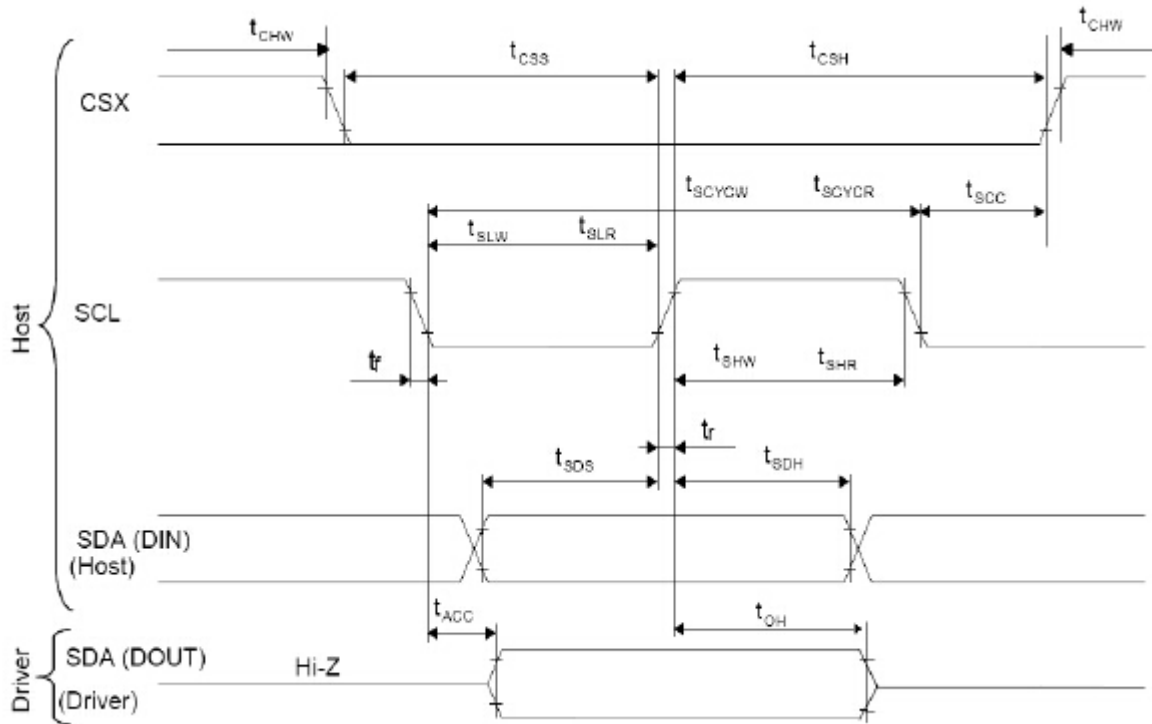 tCHW
tCHW
tCSS
tCSH
CSX
tSCYCW
tSCYCR
tSCC
tSLW
tSLR
SCL
tf
tSHW
tSHR
tr
tSDS
tSDH
SDA (DIN)
(Host)
tACC
tOH
SDA (DOUT)
Hi-Z
(Driver)
Host
Driver